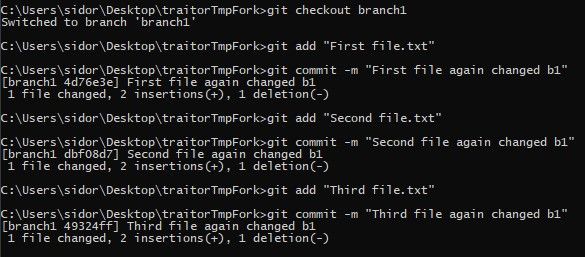 C:\Users\sidor\Desktop\traitorTmpFork>git checkout branch1
Switched to branch 'branch1'
C:\Users\sidor\Desktop\traitorTmpFork>git add "First file.txt"
C:\Users\sidor\Desktop\traitorTmpFork>git commit -m "First file again changed b1"
[branch1 4d76e3e] First file again changed b1
 1 file changed, 2 insertions(+), 1 deletion(-)
C:\Users\sidor\Desktop\traitorTmpFork>git add "Second file.txt"
C:\Users\sidor\Desktop\traitorTmpFork>git commit -m "Second file again changed b1"
[branch1 dbf08d7] Second file again changed b1
 1 file changed, 2 insertions(+), 1 deletion(-)
C:\Users\sidor\Desktop\traitorTmpFork>git add "Third file.txt"
C:\Users\sidor\Desktop\traitorTmpFork>git commit -m "Third file again changed b1"
[branch1 49324ff] Third file again changed b1
 1 file changed, 2 insertions(+), 1 deletion(-)